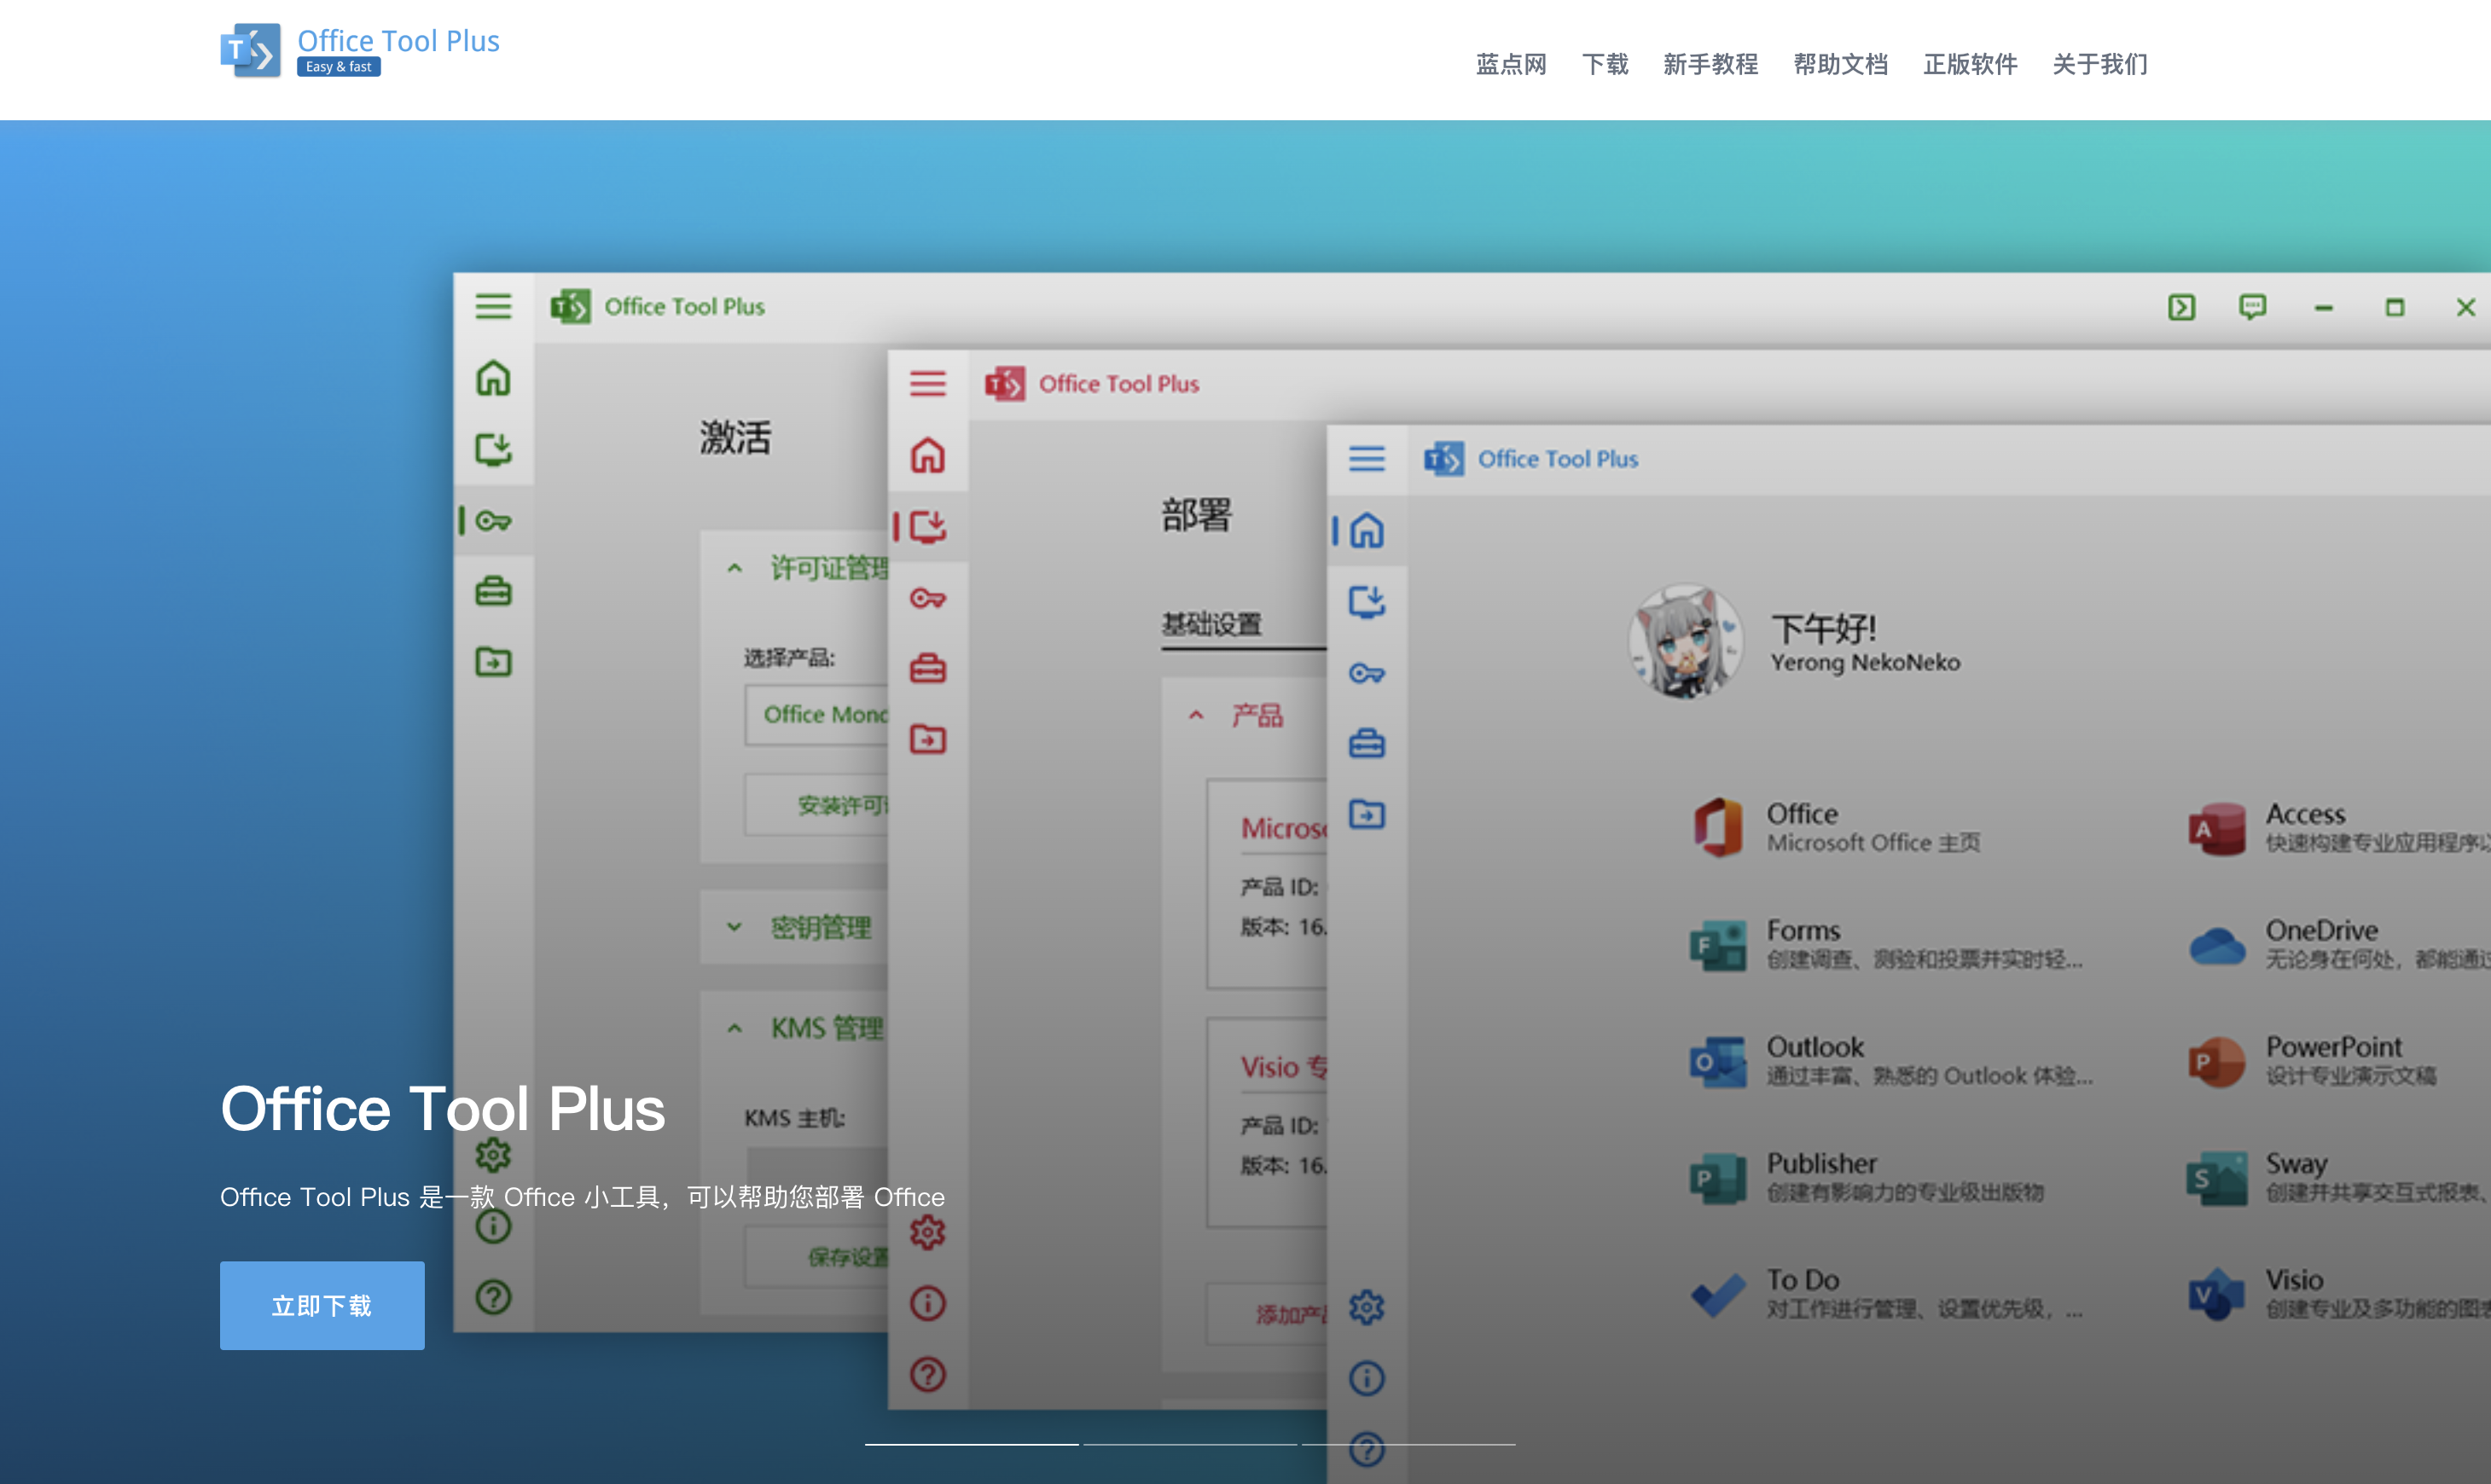 Office Tool Plus
Easy & fast
蓝点网 下载 新手教程 帮助文档 正版软件 关于我们
Office Tool Plus
激活
许可证管理
选择产品:
Office Mond
安装许可
密钥管理
KMS 管理
KMS 主机:
保存设置
Office Tool Plus
部署
基础设置
产品
Microso
产品 ID:
版本: 16.
Visio 专
产品 ID:
版本: 16.
添加产品
Office Tool Plus
下午好!
Yerong NekoNeko
Office
Microsoft Office 主页
Access
快速构建专业应用程序以
Forms
创建调查、测验和投票并实时轻...
OneDrive
无论身在何处，都能通过
Outlook
通过丰富、熟悉的 Outlook 体验...
PowerPoint
设计专业演示文稿
Publisher
创建有影响力的专业级出版物
Sway
创建并共享交互式报表、
To Do
对工作进行管理、设置优先级，...
Visio
创建专业及多功能的图表
Office Tool Plus
Office Tool Plus 是一款 Office 小工具，可以帮助您部署 Office
立即下载